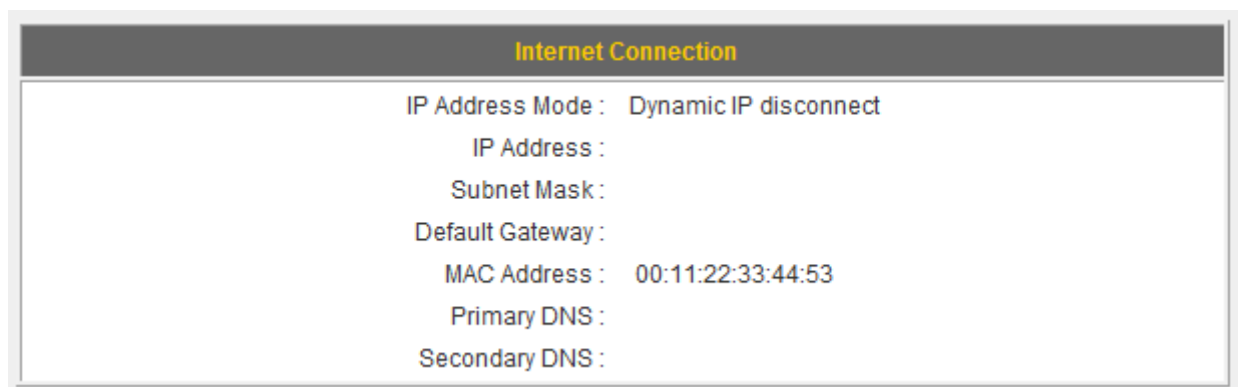 Internet Connection
IP Address Mode : Dynamic IP disconnect
IP Address :
Subnet Mask :
Default Gateway :
MAC Address : 00:11:22:33:44:53
Primary DNS :
Secondary DNS :